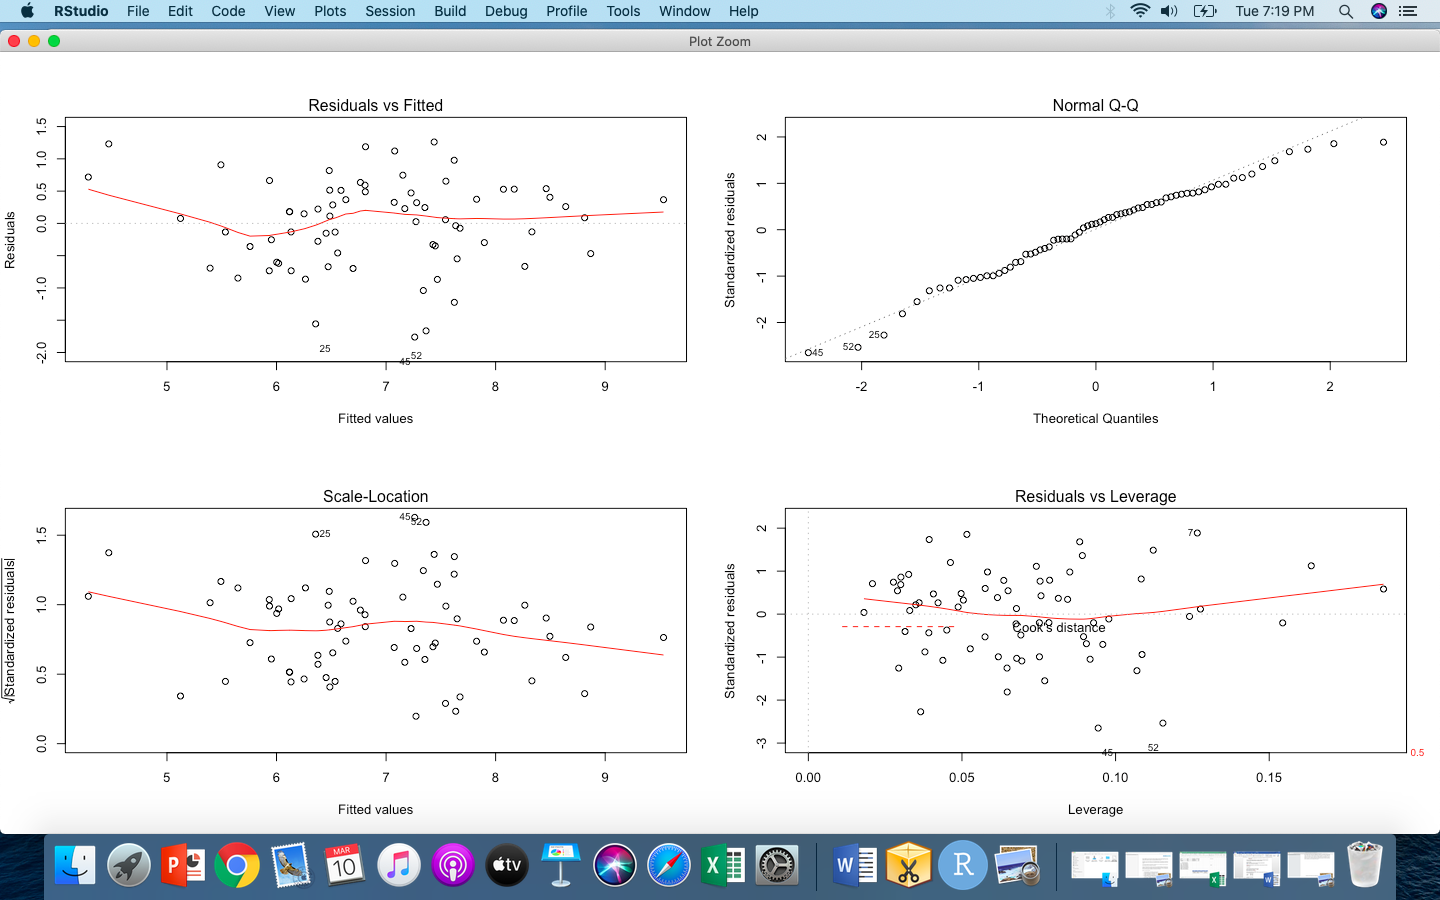 RStudio File Edit Code View Plots Session Build Debug Profile Tools Window Help Tue 7:19 PM
Plot Zoom
Residuals vs Fitted
Residuals
1.5
1.0
0.5
0.0
-1.0
-2.0
25
45
52
5 6 7 8 9
Fitted values
Normal Q-Q
Standardized residuals
2
1
0
-1
-2
25
52
45
-2 -1 0 1 2
Theoretical Quantiles
Scale-Location
√|Standardized residuals|
1.5
1.0
0.5
0.0
45
52
25
5 6 7 8 9
Fitted values
Residuals vs Leverage
Standardized residuals
2
1
0
-1
-2
-3
7
Cook's distance
45
52
0.5
0.00 0.05 0.10 0.15
Leverage
P
MAR
10
tv
X
W
R